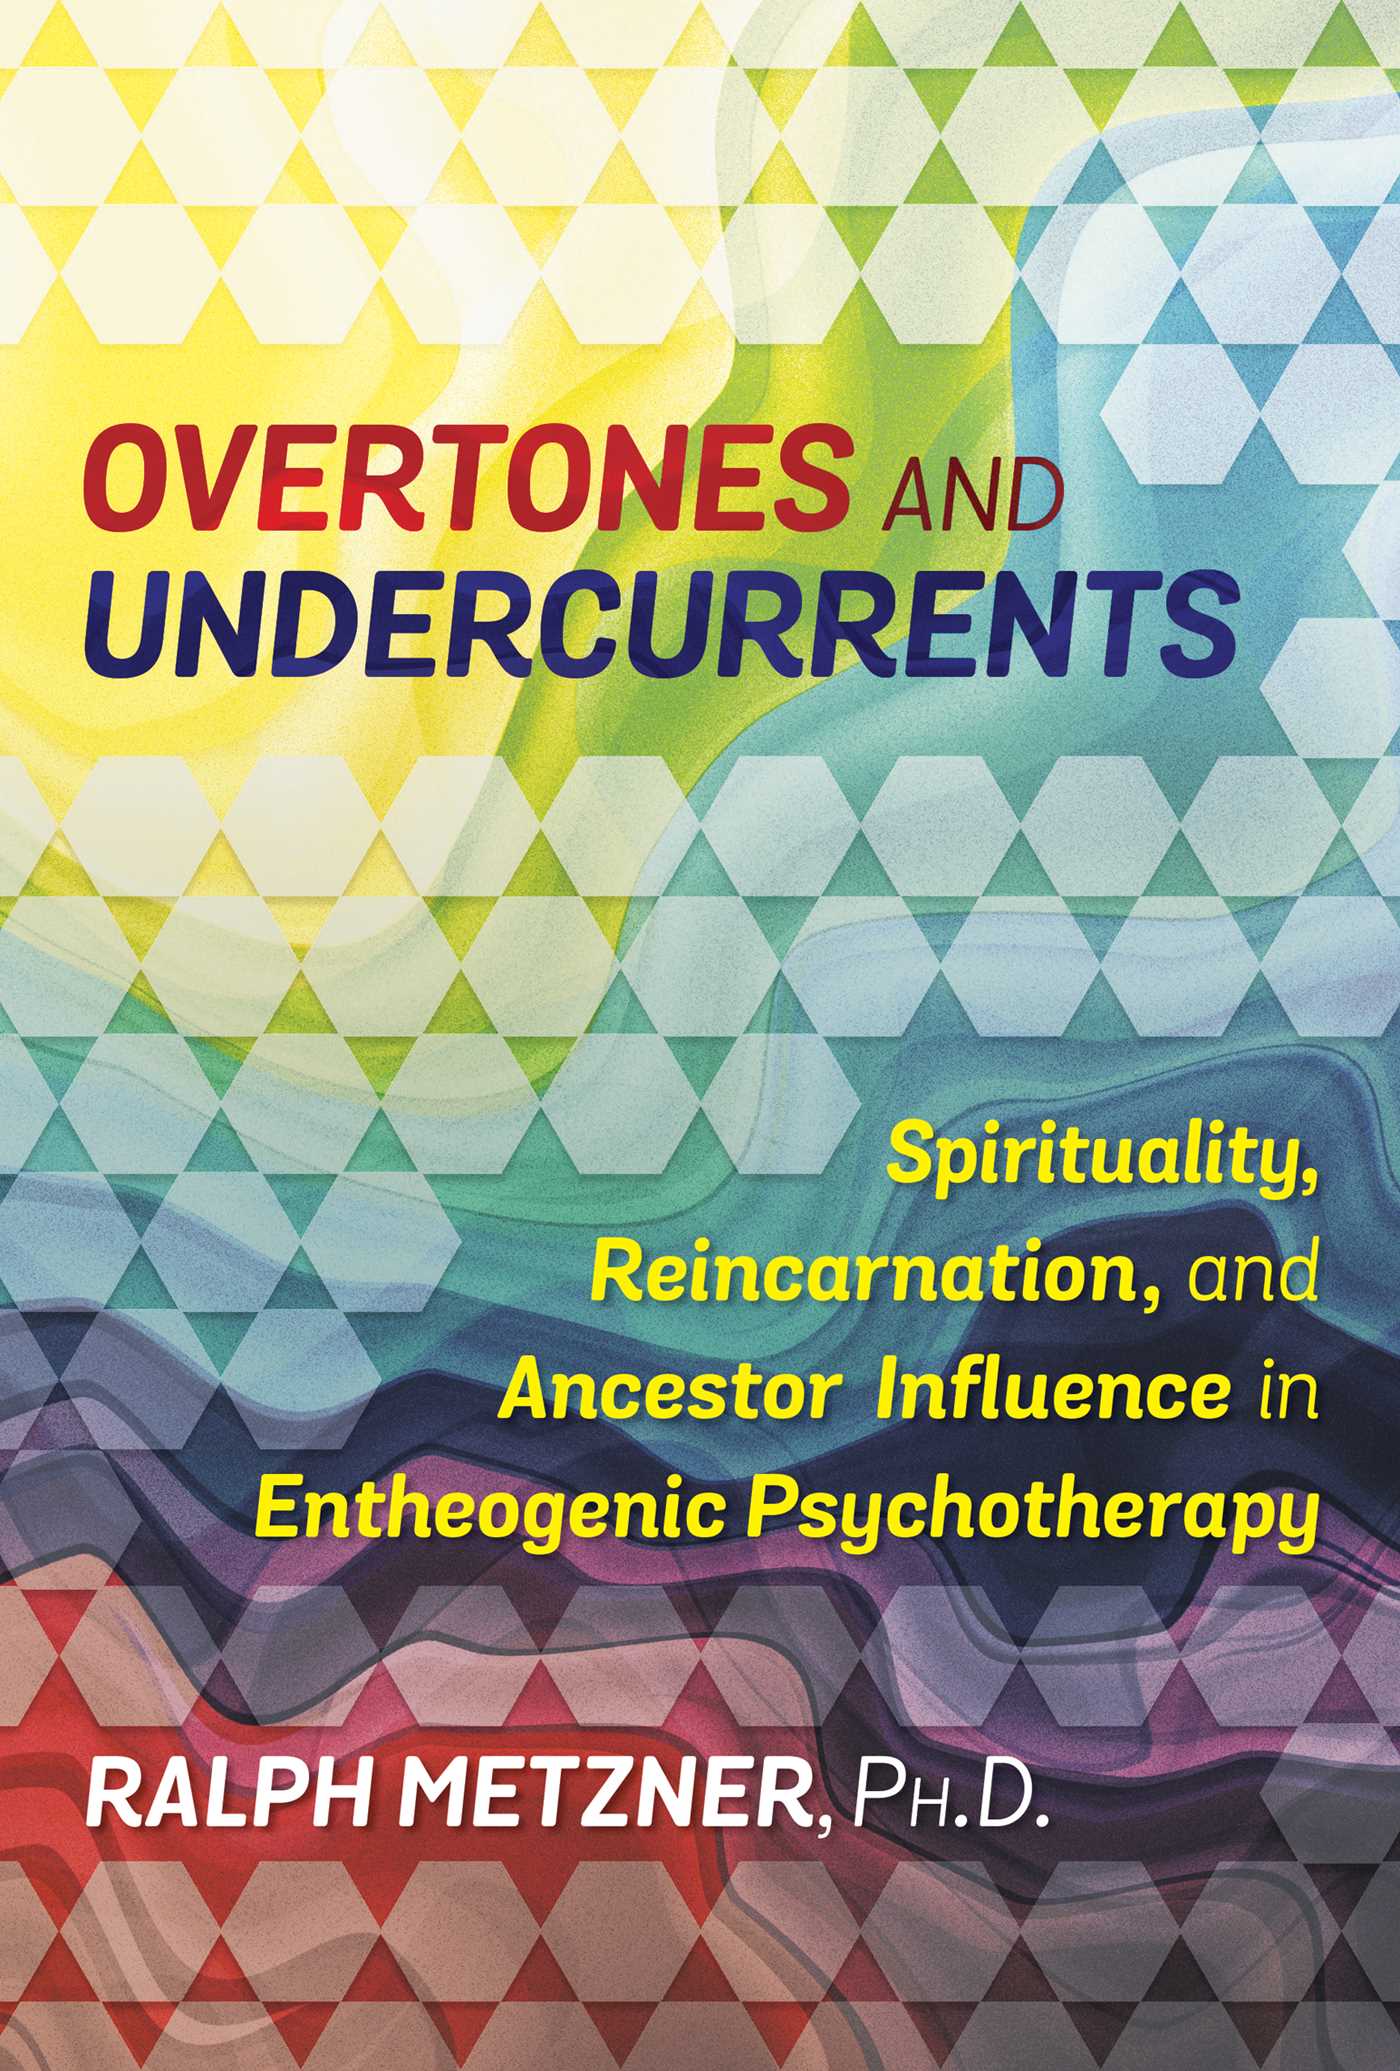 OVERTONES AND
UNDERCURRENTS
Spirituality,
Reincarnation, and
Ancestor Influence in
Entheogenic Psychotherapy
RALPH METZNER, PH.D.